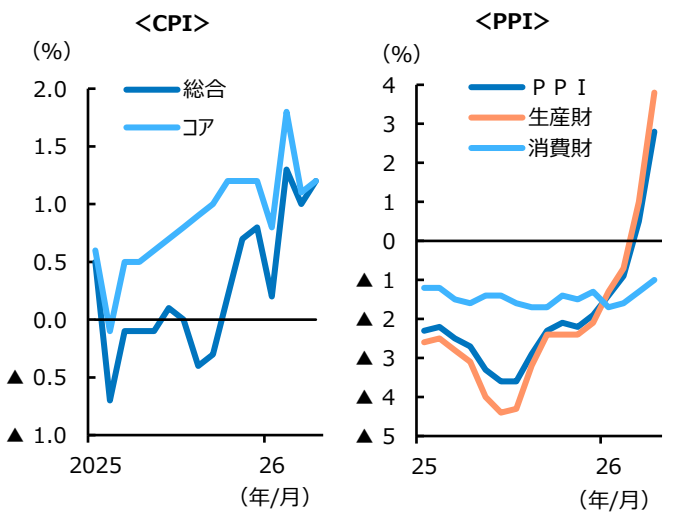 ＜CPI＞
（%）
2.0
1.5
1.0
0.5
0.0
▲ 0.5
▲ 1.0
総合
コア
2025
26
（年/月）
＜PPI＞
（%）
4
3
2
1
0
▲ 1
▲ 2
▲ 3
▲ 4
▲ 5
ＰＰＩ
生産財
消費財
25
26
（年/月）